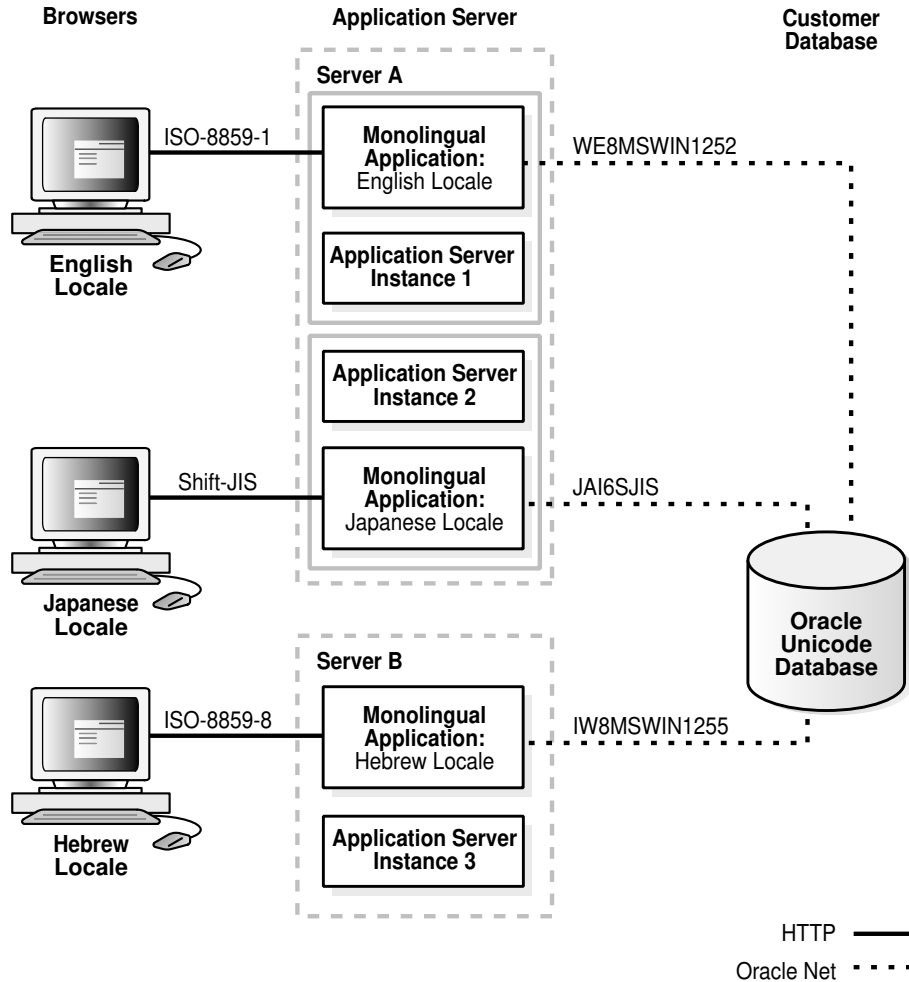 Browsers
Application Server
Customer
Database
Server A
ISO-8859-1
Monolingual
Application:
English Locale
WE8MSWIN1252
English
Locale
Application Server
Instance 1
Application Server
Instance 2
Shift-JIS
Monolingual
Application:
Japanese Locale
JAI6SJIS
Japanese
Locale
Oracle
Unicode
Database
Server B
ISO-8859-8
Monolingual
Application:
Hebrew Locale
IW8MSWIN1255
Hebrew
Locale
Application Server
Instance 3
HTTP
Oracle Net